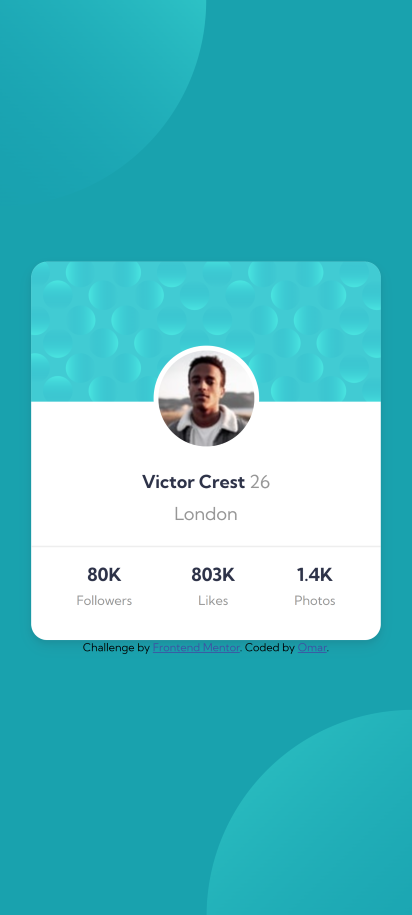 Victor Crest 26
London
80K 803K 1.4K
Followers Likes Photos
Challenge by Frontend Mentor. Coded by Omar.